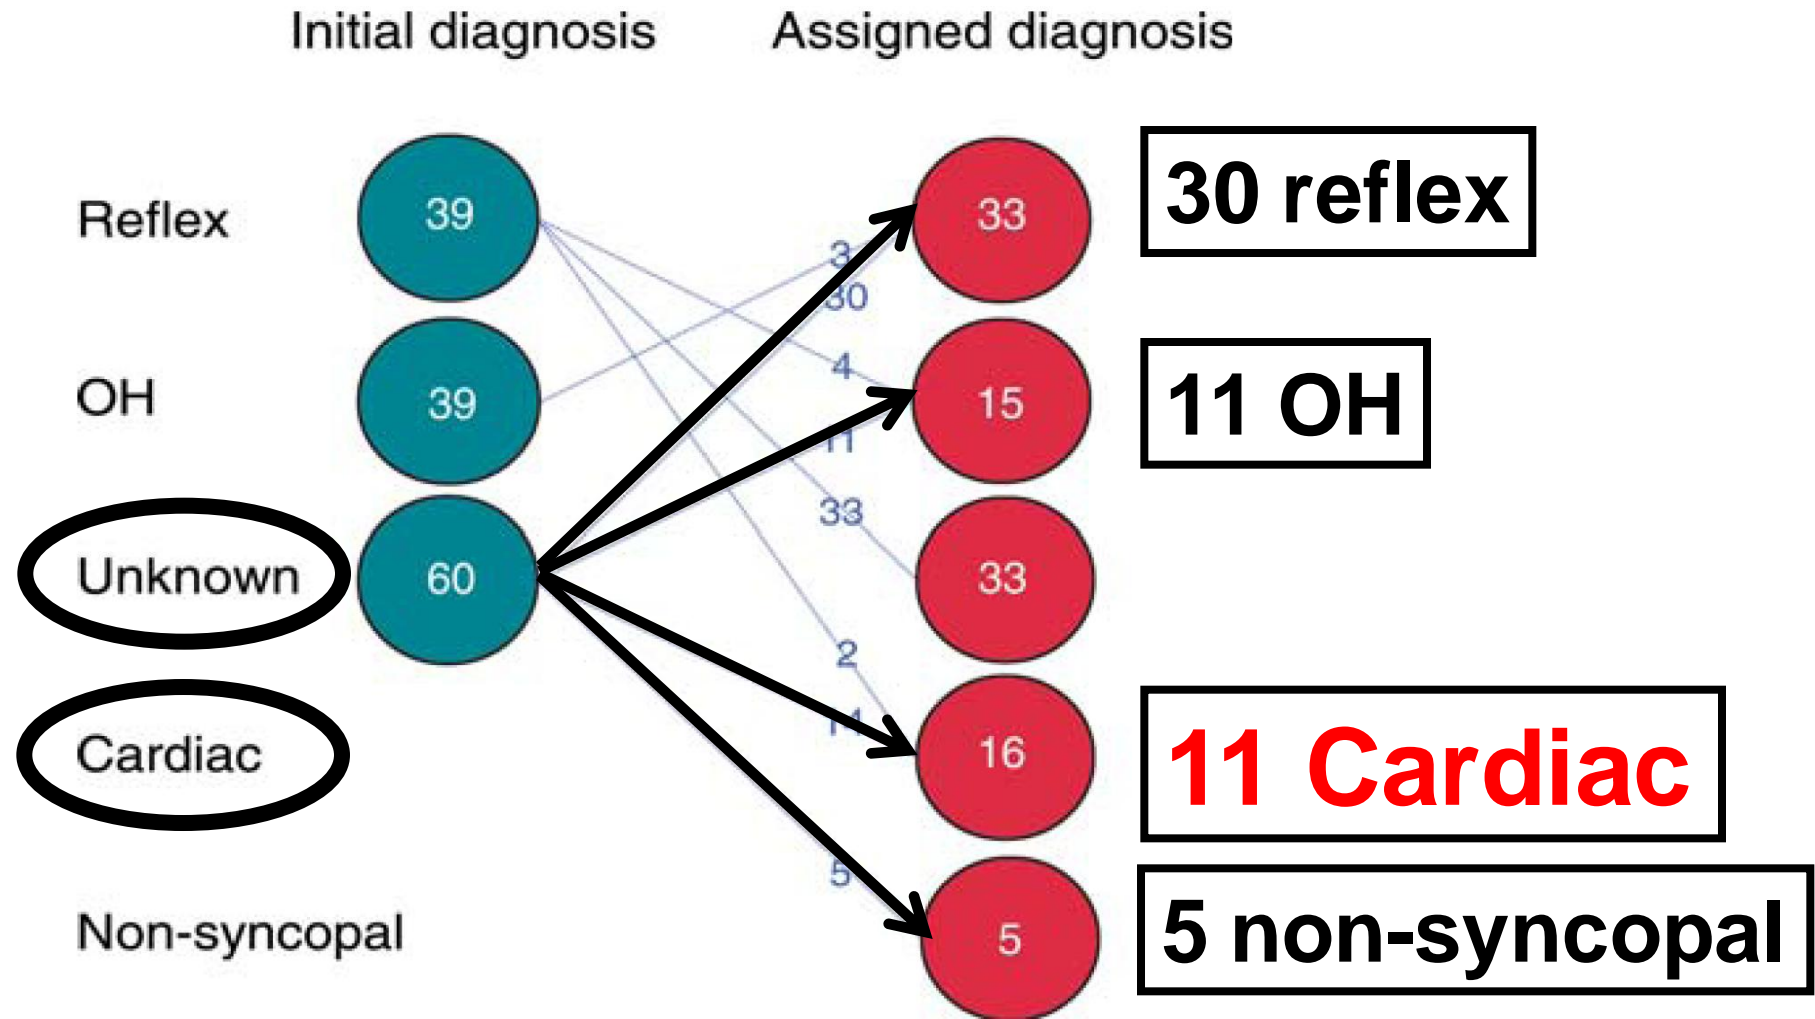 Initial diagnosis Assigned diagnosis
Reflex 39 33 30 reflex
3
30
OH 39 15 11 OH
4
11
33
Unknown 60 33
2
Cardiac 16 11 Cardiac
5
Non-syncopal 5 5 non-syncopal